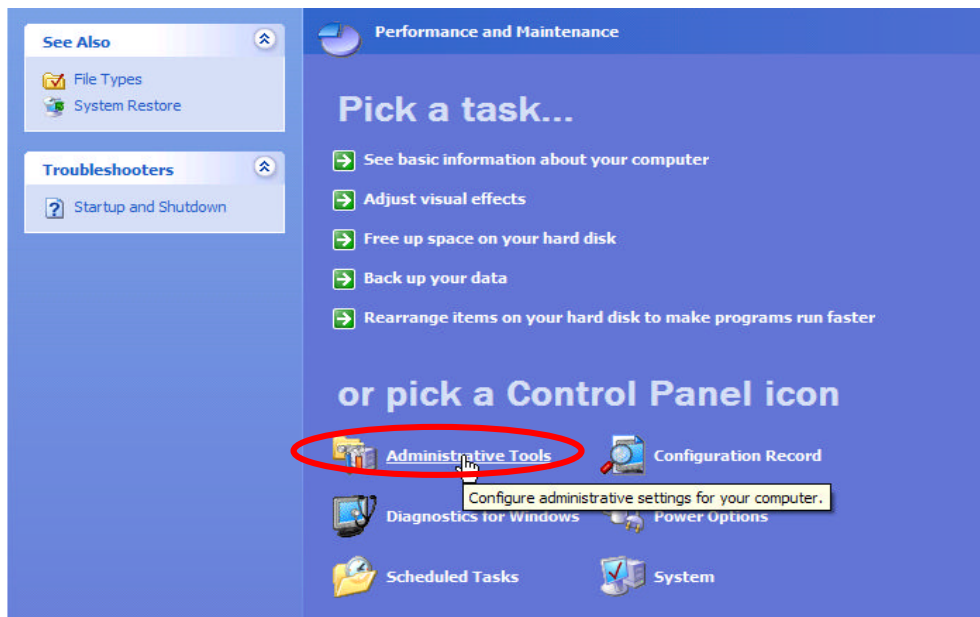 See Also
File Types
System Restore
Troubleshooters
Startup and Shutdown
Performance and Maintenance
Pick a task...
See basic information about your computer
Adjust visual effects
Free up space on your hard disk
Back up your data
Rearrange items on your hard disk to make programs run faster
or pick a Control Panel icon
Administrative Tools
Configuration Record
Configure administrative settings for your computer.
Diagnostics for Windows
Power Options
Scheduled Tasks
System